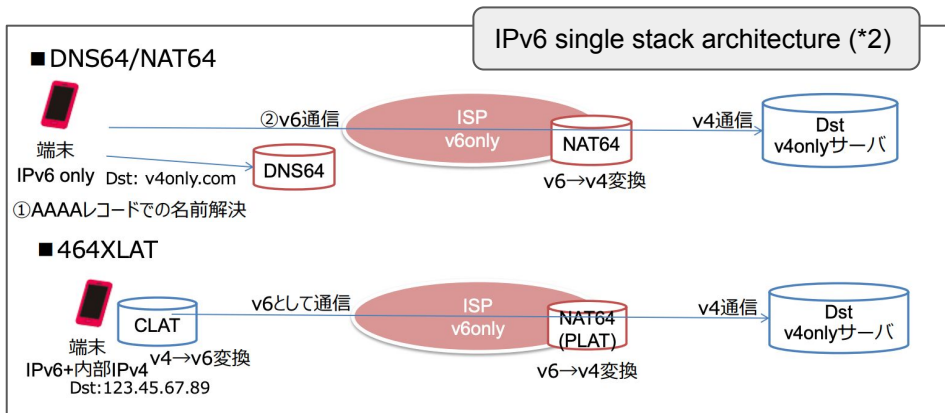 IPv6 single stack architecture (*2)
■DNS64/NAT64
②v6通信
ISP
v6only
v4通信
Dst
v4onlyサーバ
端末
IPv6 only
Dst: v4only.com
DNS64
NAT64
v6→v4変換
①AAAAレコードでの名前解決
■464XLAT
v6として通信
ISP
v6only
v4通信
Dst
v4onlyサーバ
CLAT
NAT64
(PLAT)
端末
v4→v6変換
v6→v4変換
IPv6+内部IPv4
Dst:123.45.67.89